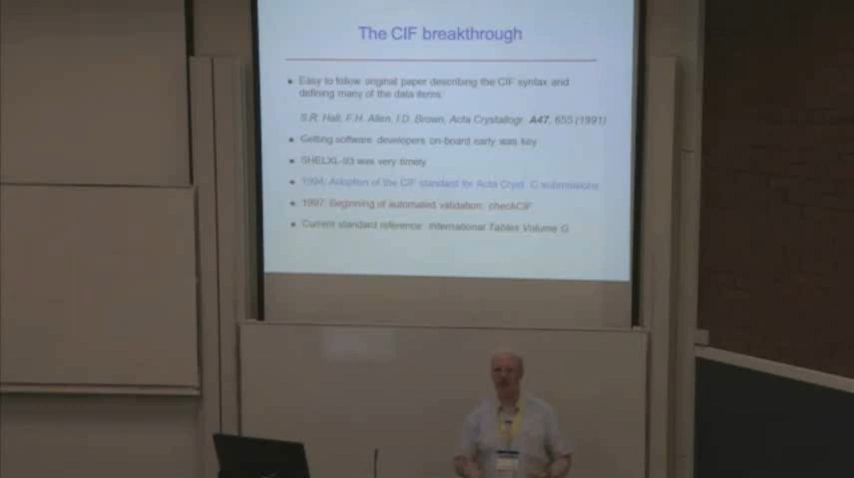 The CIF breakthrough
• Easy to follow original paper describing the CIF syntax and
defining many of the data items:
S.R. Hall, F.H. Allen, I.D. Brown, Acta Crystallogr. A47, 655 (1991)
• Getting software developers on-board early was key
• SHELXL-93 was very timely
• 1994: Adoption of the CIF standard for Acta Cryst. C submissions
• 1997: Beginning of automated validation: checkCIF
• Current standard reference: International Tables Volume G